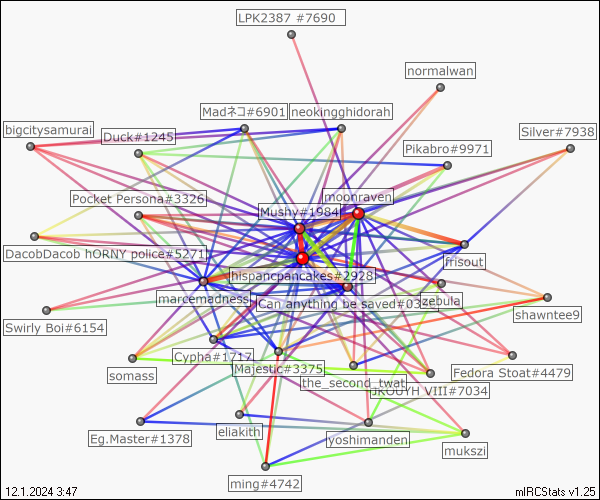 LPK2387 #7690
normalwan
Madネコ#6901
neokingghidorah
bigcitysamurai
Duck#1245
Silver#7938
Pikabro#9971
Pocket Persona#3326
moonraven
Mushy#1984
DacobDacob hORNY police#5271
frisout
hispancpancakes#2928
marcemadness
Can anything be saved#03
zebula
Swirly Boi#6154
shawntee9
Cypha#1717
Majestic#3375
somass
Fedora Stoat#4479
the_second_twat
VIII#7034
Eg.Master#1378
eliakith
yoshimanden
mukszi
ming#4742
12.1.2024 3:47
mIRCStats v1.25